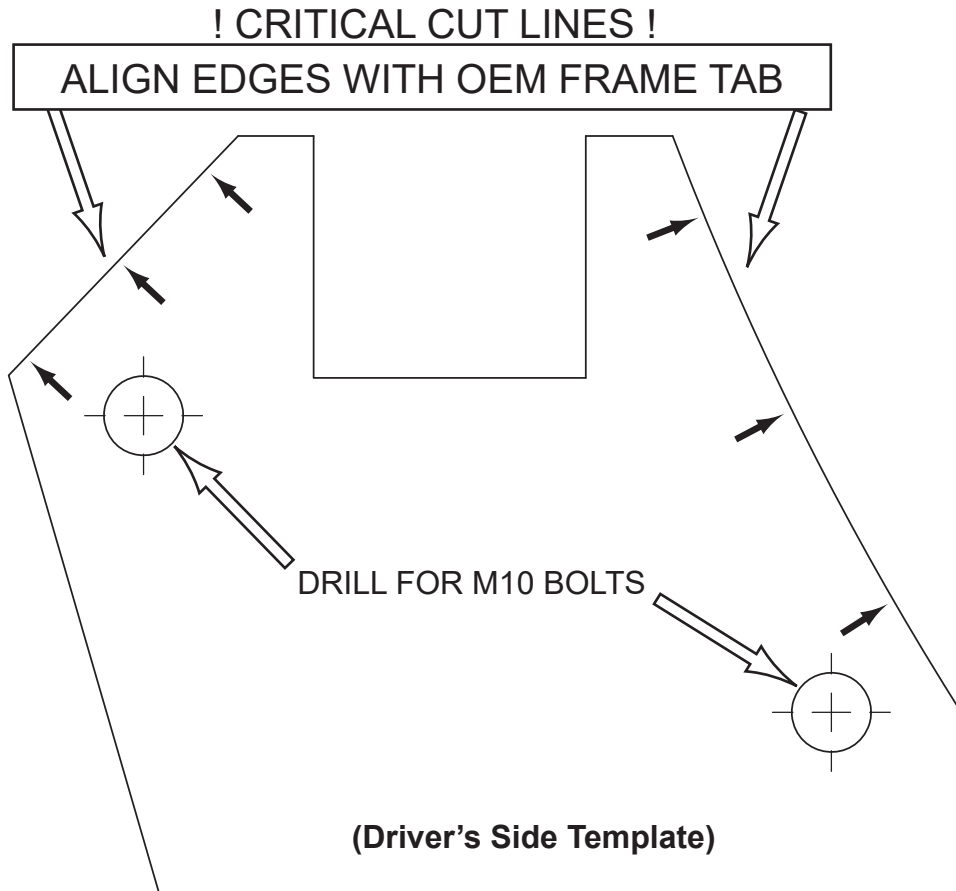 ! CRITICAL CUT LINES !
ALIGN EDGES WITH OEM FRAME TAB
DRILL FOR M10 BOLTS
(Driver’s Side Template)